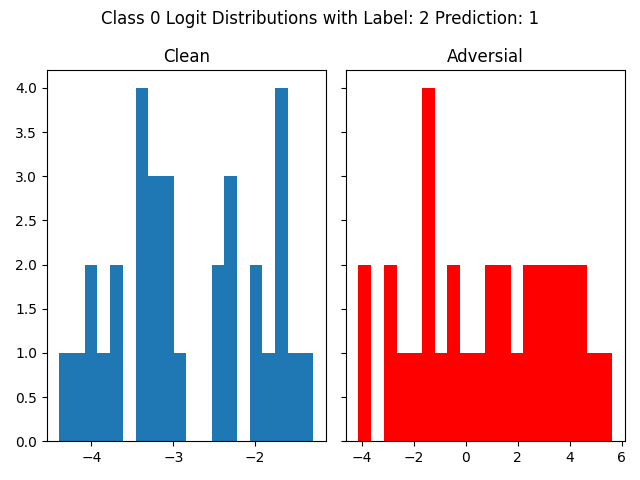 Class 0 Logit Distributions with Label: 2 Prediction: 1
Clean
Adversial
4.0
3.5
3.0
2.5
2.0
1.5
1.0
0.5
0.0
−4 −3 −2
−4 −2 0 2 4 6